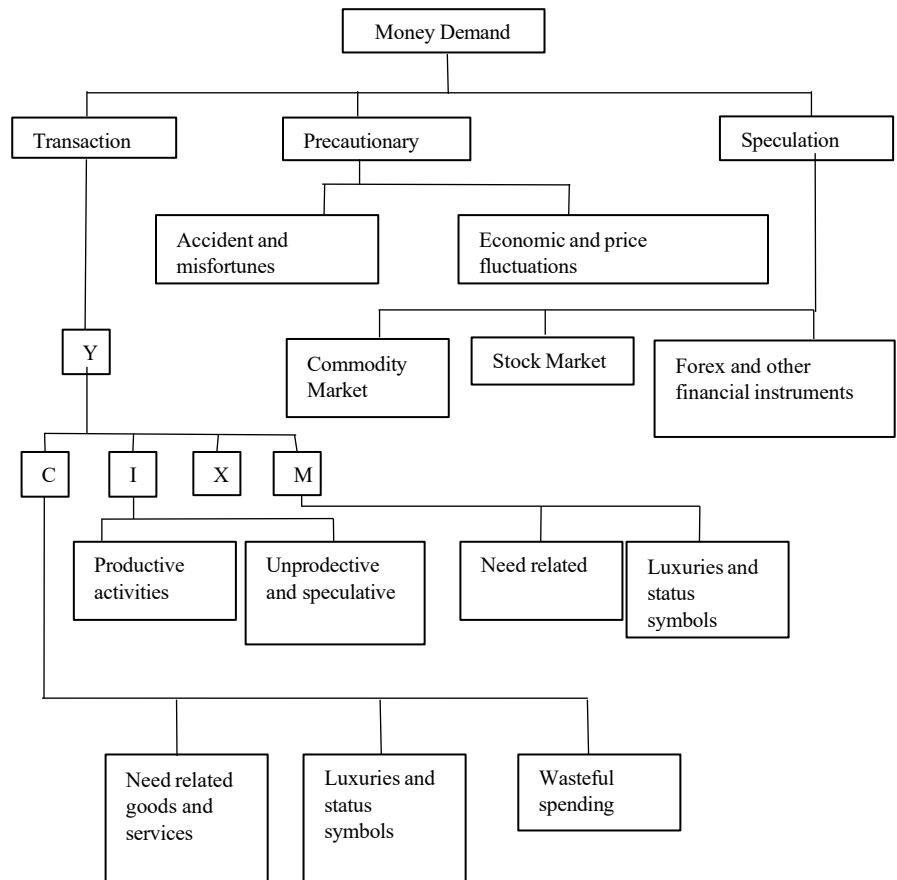 Money Demand
Transaction
Precautionary
Speculation
Accident and
misfortunes
Economic and price
fluctuations
Y
Commodity
Market
Stock Market
Forex and other
financial instruments
C
I
X
M
Productive
activities
Unprodective
and speculative
Need related
Luxuries and
status
symbols
Need related
goods and
services
Luxuries and
status
symbols
Wasteful
spending